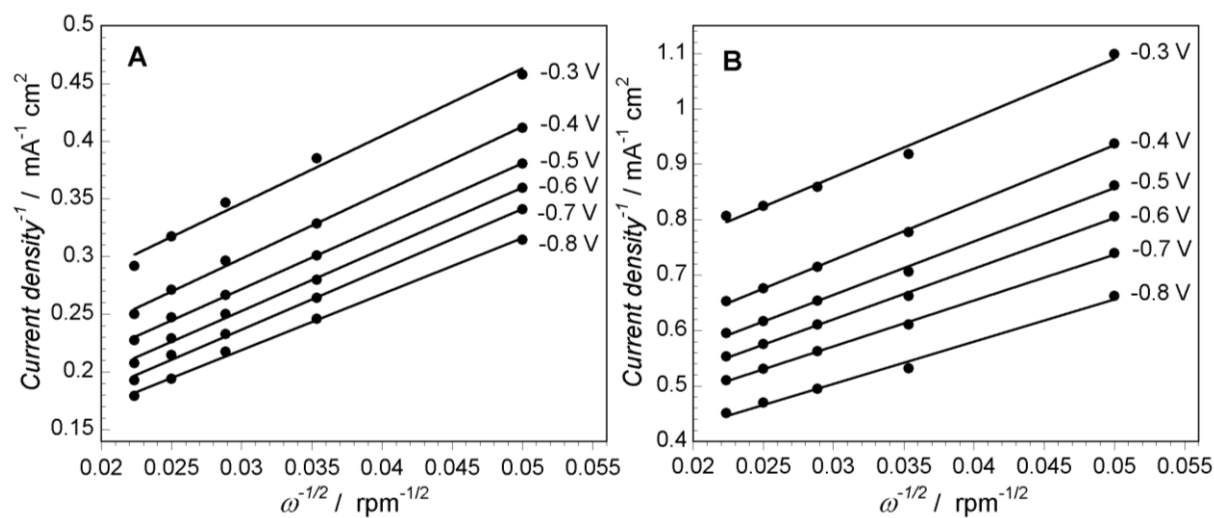 A
Current density⁻¹ / mA⁻¹ cm²
0.5
0.45
0.4
0.35
0.3
0.25
0.2
0.15
-0.3 V
-0.4 V
-0.5 V
-0.6 V
-0.7 V
-0.8 V
0.02 0.025 0.03 0.035 0.04 0.045 0.05 0.055
ω^-1/2 / rpm^-1/2
B
Current density⁻¹ / mA⁻¹ cm²
1.1
1
0.9
0.8
0.7
0.6
0.5
0.4
-0.3 V
-0.4 V
-0.5 V
-0.6 V
-0.7 V
-0.8 V
0.02 0.025 0.03 0.035 0.04 0.045 0.05 0.055
ω^-1/2 / rpm^-1/2